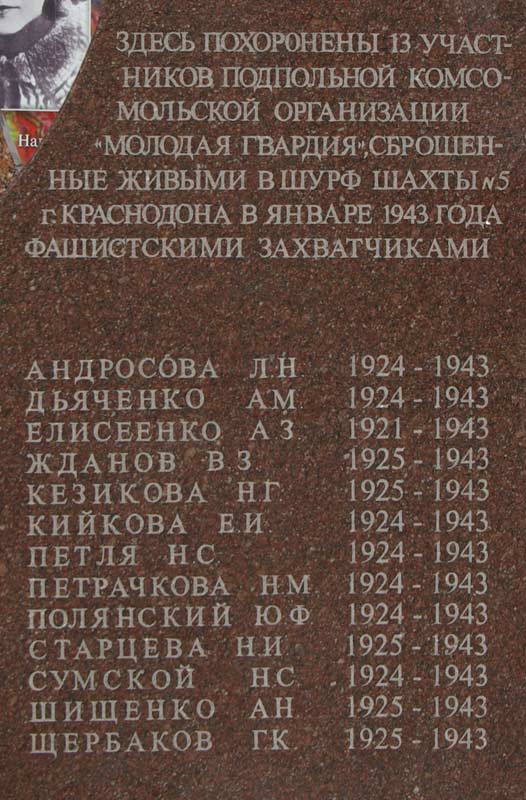 ЗДЕСЬ ПОХОРОНЕНЫ 13 УЧАСТ-
НИКОВ ПОДПОЛЬНОЙ КОМСО-
МОЛЬСКОЙ ОРГАНИЗАЦИИ
"МОЛОДАЯ ГВАРДИЯ", СБРОШЕН-
НЫЕ ЖИВЫМИ В ШУРФ ШАХТЫ №5
г. КРАСНОДОНА В ЯНВАРЕ 1943 ГОДА
ФАШИСТСКИМИ ЗАХВАТЧИКАМИ
АНДРОСОВА Л.Н. 1924 - 1943
ДЬЯЧЕНКО А.М. 1924 - 1943
ЕЛИСЕЕНКО А.З. 1921 - 1943
ЖДАНОВ В.З. 1925 - 1943
КЕЗИКОВА Н.Г. 1925 - 1943
КИЙКОВА Е.И. 1924 - 1943
ПЕТЛЯ Н.С. 1924 - 1943
ПЕТРАЧКОВА Н.М. 1924 - 1943
ПОЛЯНСКИЙ Ю.Ф. 1924 - 1943
СТАРЦЕВА Н.И. 1925 - 1943
СУМСКОЙ Н.С. 1924 - 1943
ШИЩЕНКО А.Н. 1925 - 1943
ЩЕРБАКОВ Г.К. 1925 - 1943